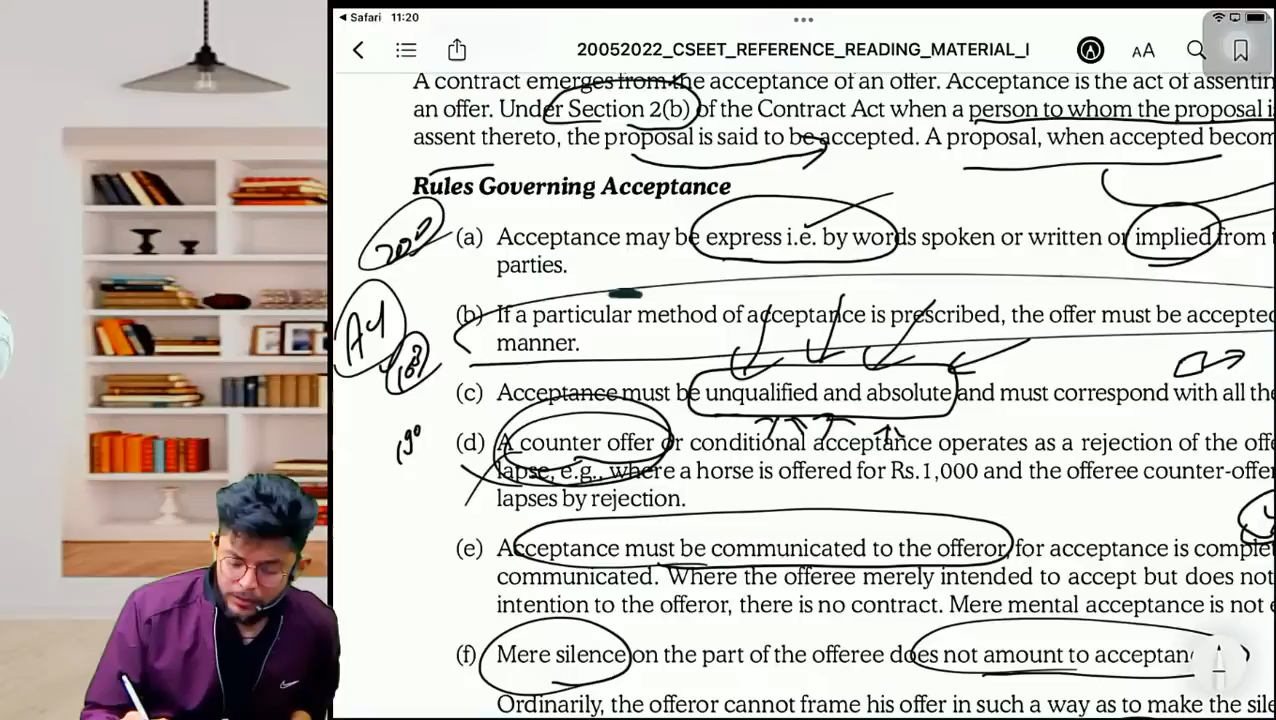 Safari 11:20
20052022_CSEET_REFERENCE_READING_MATERIAL_I
AA
A contract emerges from the acceptance of an offer. Acceptance is the act of assentin
an offer. Under Section 2(b) of the Contract Act when a person to whom the proposal i
assent thereto, the proposal is said to be accepted. A proposal, when accepted becom
Rules Governing Acceptance
(a) Acceptance may be express i.e. by words spoken or written or implied from
parties.
(b) If a particular method of acceptance is prescribed, the offer must be accepted
manner.
(c) Acceptance must be unqualified and absolute and must correspond with all the
(d) A counter offer or conditional acceptance operates as a rejection of the offe
lapse, e.g., where a horse is offered for Rs.1,000 and the offeree counter-offer
lapses by rejection.
(e) Acceptance must be communicated to the offeror, for acceptance is complet
communicated. Where the offeree merely intended to accept but does not
intention to the offeror, there is no contract. Mere mental acceptance is not e
(f) Mere silence on the part of the offeree does not amount to acceptan
Ordinarily, the offeror cannot frame his offer in such a way as to make the sile